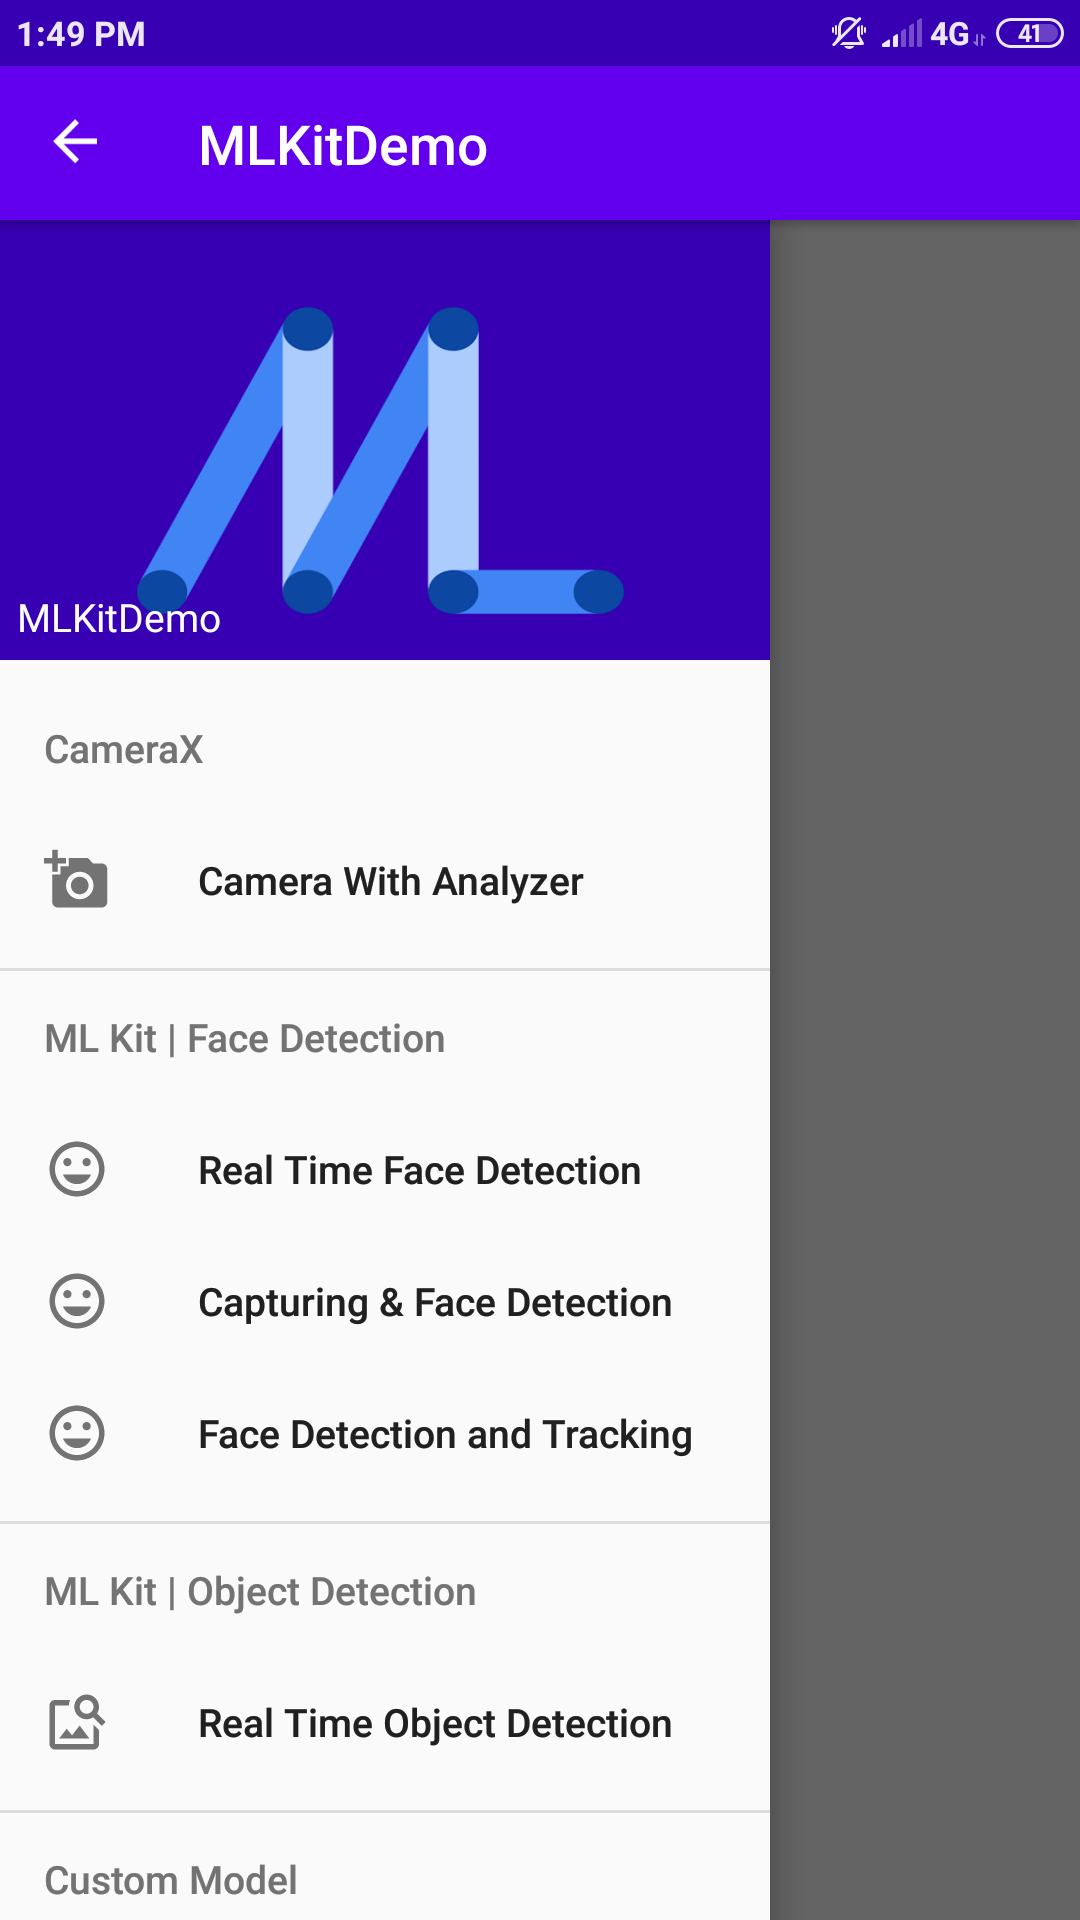 1:49 PM
4G
41
MLKitDemo
MLKitDemo
CameraX
Camera With Analyzer
ML Kit | Face Detection
Real Time Face Detection
Capturing & Face Detection
Face Detection and Tracking
ML Kit | Object Detection
Real Time Object Detection
Custom Model